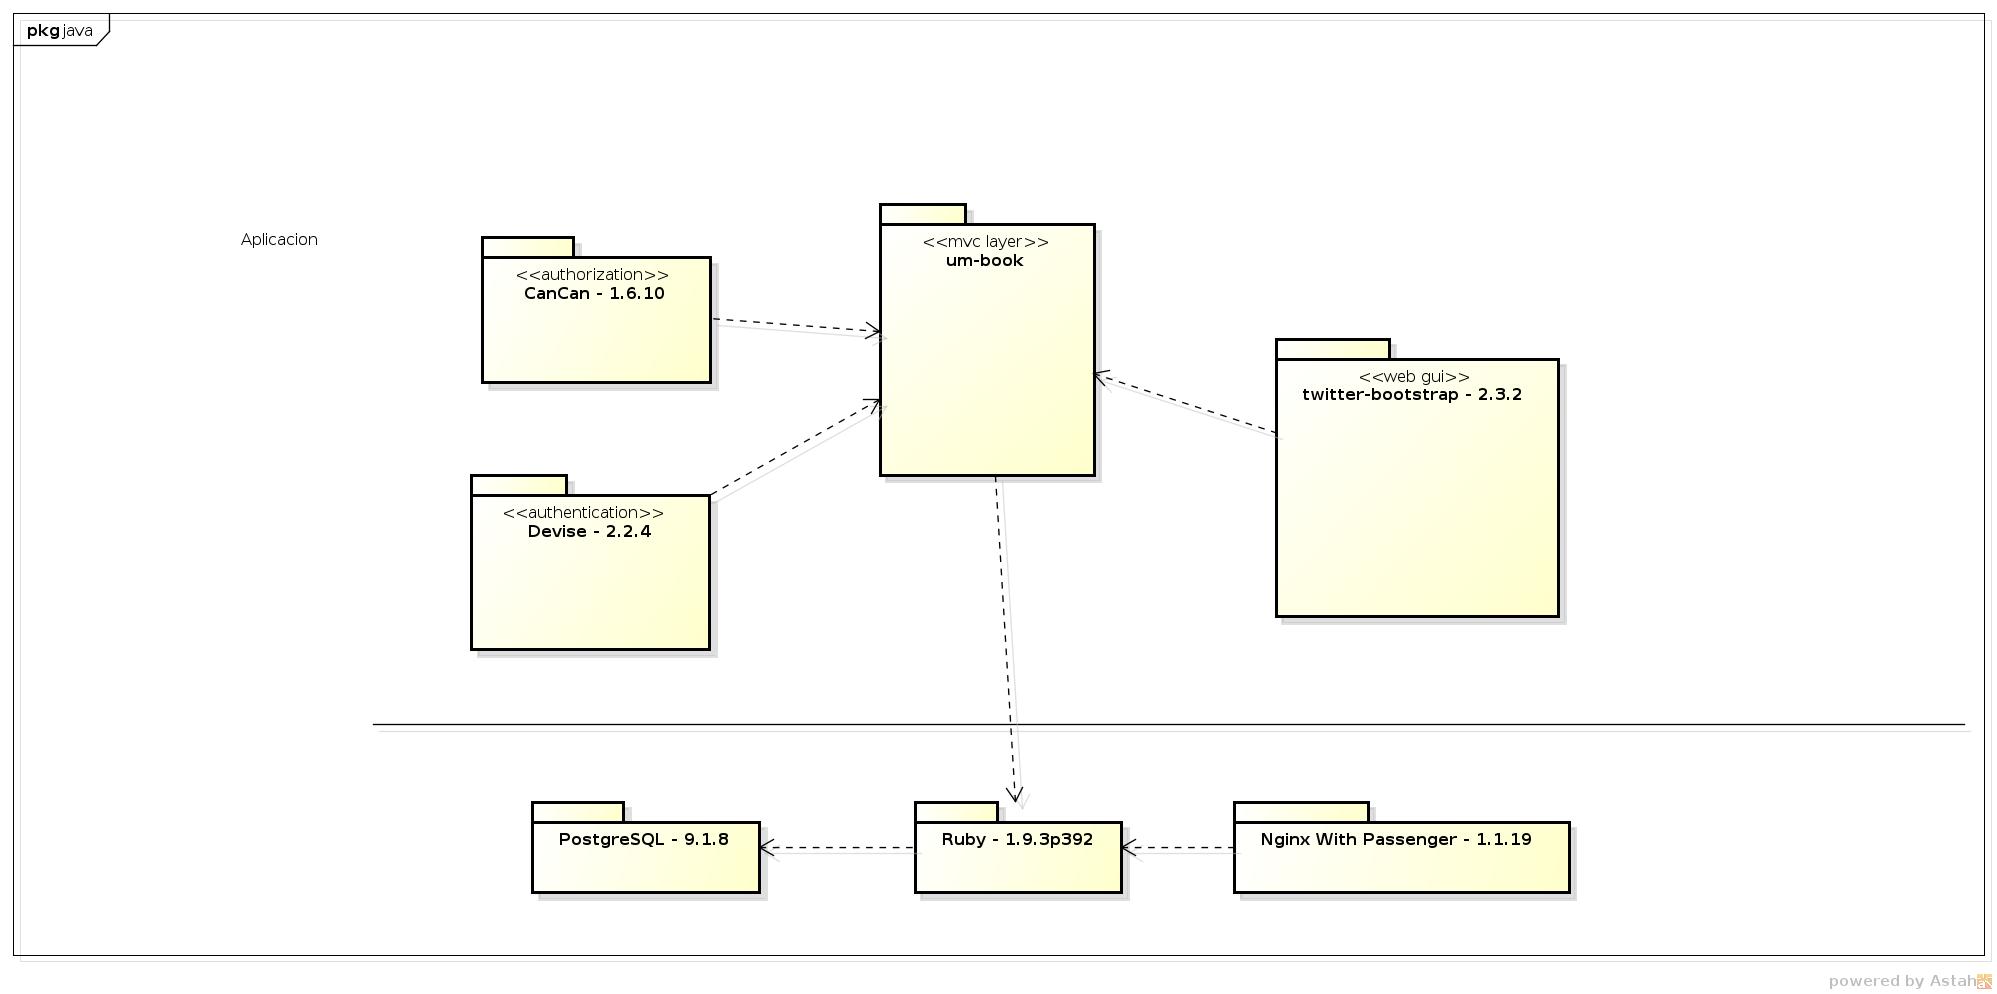 pkg java
Aplicacion
<<authorization>>
CanCan - 1.6.10
<<mvc layer>>
um-book
<<web gui>>
twitter-bootstrap - 2.3.2
<<authentication>>
Devise - 2.2.4
PostgreSQL - 9.1.8
Ruby - 1.9.3p392
Nginx With Passenger - 1.1.19
powered by Astah